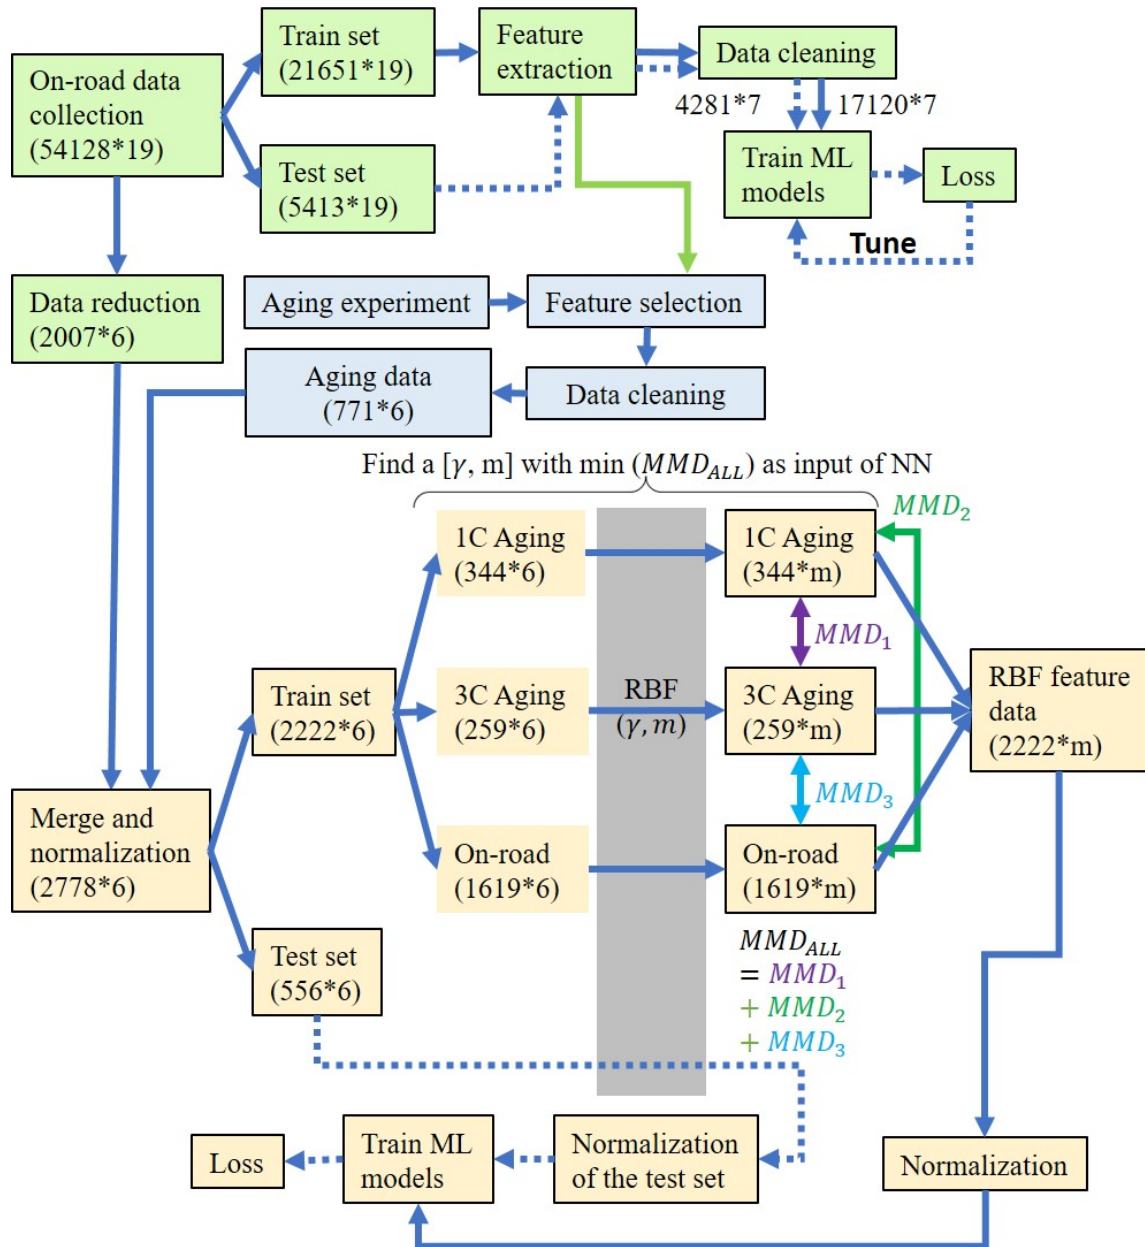 On-road data
collection
(54128*19)
Train set
(21651*19)
Test set
(5413*19)
Feature
extraction
Data cleaning
4281*7
17120*7
Train ML
models
Loss
Tune
Data reduction
(2007*6)
Aging experiment
Feature selection
Aging data
(771*6)
Data cleaning
Find a [γ, m] with min (MMD_ALL) as input of NN
1C Aging
(344*6)
1C Aging
(344*m)
MMD_2
MMD_1
Train set
(2222*6)
3C Aging
(259*6)
RBF
(γ, m)
3C Aging
(259*m)
RBF feature
data
(2222*m)
MMD_3
Merge and
normalization
(2778*6)
On-road
(1619*6)
On-road
(1619*m)
Test set
(556*6)
MMD_ALL
= MMD_1
+ MMD_2
+ MMD_3
Loss
Train ML
models
Normalization
of the test set
Normalization